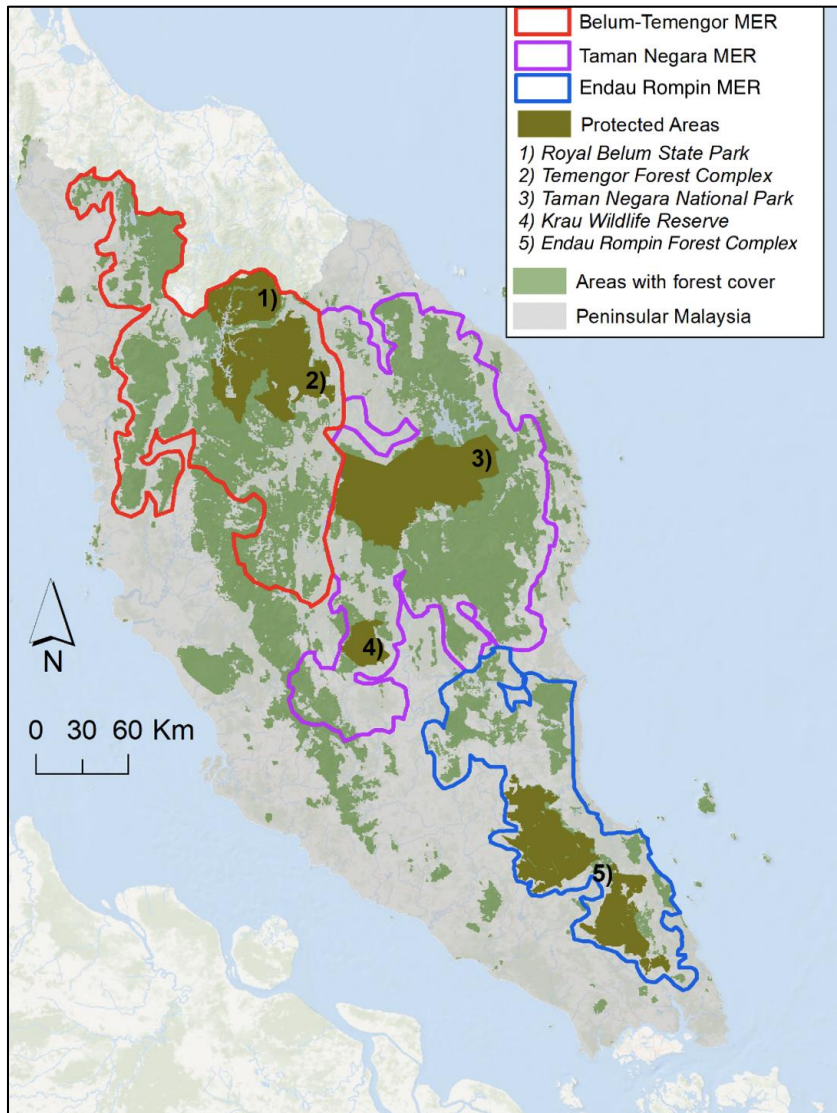 Belum-Temengor MER
Taman Negara MER
Endau Rompin MER
Protected Areas
1) Royal Belum State Park
2) Temengor Forest Complex
3) Taman Negara National Park
4) Krau Wildlife Reserve
5) Endau Rompin Forest Complex
Areas with forest cover
Peninsular Malaysia
1)
2)
3)
4)
5)
N
0 30 60 Km